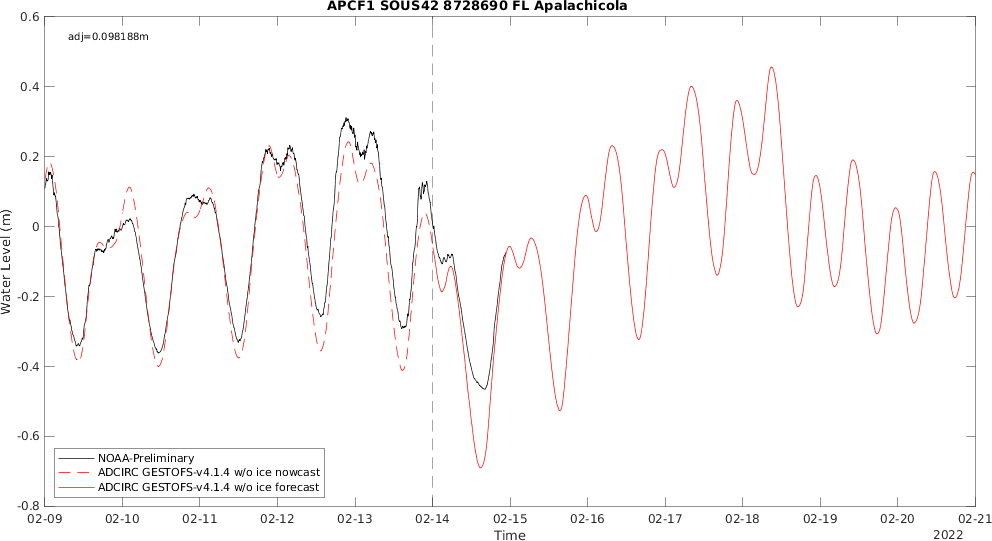 APCF1 SOUS42 8728690 FL Apalachicola
adj=0.098188m
0.6
0.4
0.2
0
-0.2
-0.4
-0.6
-0.8
Water Level (m)
NOAA-Preliminary
ADCIRC GESTOFS-v4.1.4 w/o ice nowcast
ADCIRC GESTOFS-v4.1.4 w/o ice forecast
02-09 02-10 02-11 02-12 02-13 02-14 02-15 02-16 02-17 02-18 02-19 02-20 02-21
Time
2022